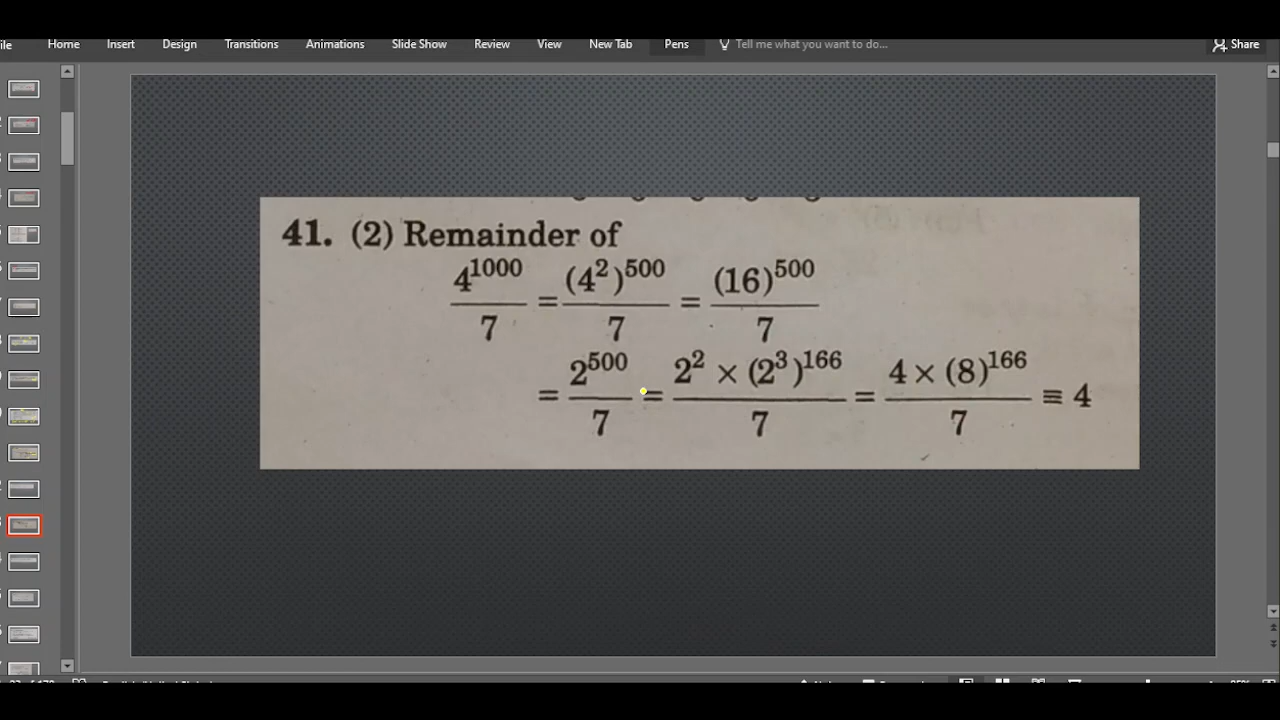 Home Insert Design Transitions Animations Slide Show Review View New Tab Pens Tell me what you want to do... Share
41. (2) Remainder of
4^1000/7 = (4^2)^500/7 = (16)^500/7
= 2^500/7 = 2^2 × (2^3)^166/7 = 4 × (8)^166/7 ≡ 4